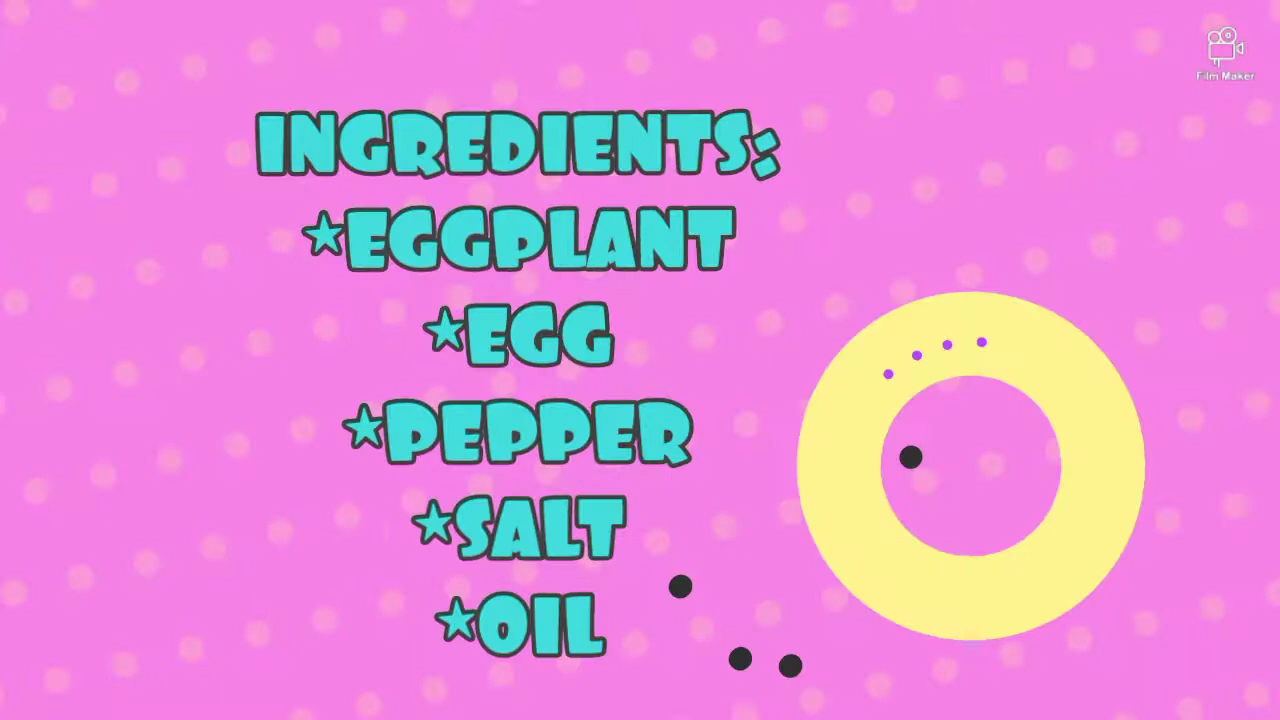 Film Maker
INGREDIENTS:
*EGGPLANT
*EGG
*PEPPER
*SALT
*OIL